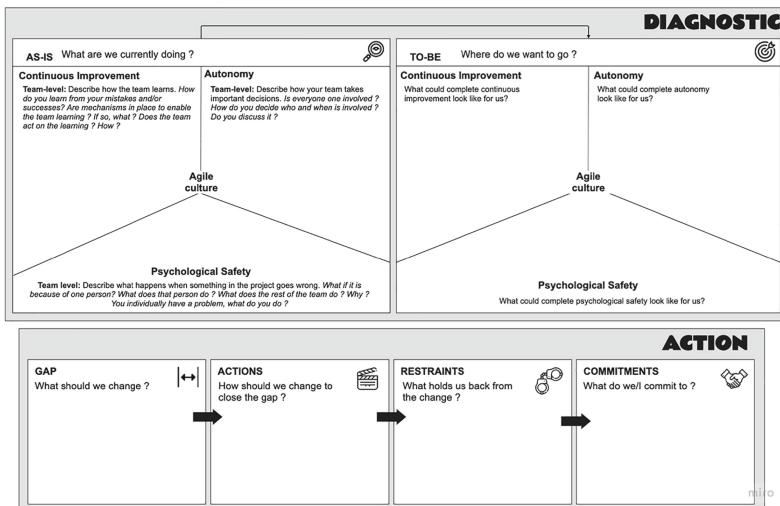 DIAGNOSTIC
AS-IS What are we currently doing ?
Continuous Improvement
Team-level: Describe how the team learns. How
do you learn from your mistakes and/or
successes? Are mechanisms in place to enable
the team learning ? If so, what ? Does the team
act on the learning ? How ?
Autonomy
Team-level: Describe how your team takes
important decisions. Is everyone one involved ?
How do you decide who and when is involved ?
Do you discuss it ?
Agile
culture
Psychological Safety
Team level: Describe what happens when something in the project goes wrong. What if it is
because of one person? What does that person do ? What does the rest of the team do ? Why ?
You individually have a problem, what do you do ?
TO-BE Where do we want to go ?
Continuous Improvement
What could complete continuous
improvement look like for us?
Autonomy
What could complete autonomy
look like for us?
Agile
culture
Psychological Safety
What could complete psychological safety look like for us?
ACTION
GAP
What should we change ?
ACTIONS
How should we change to
close the gap ?
RESTRAINTS
What holds us back from
the change ?
COMMITMENTS
What do we/I commit to ?
miro